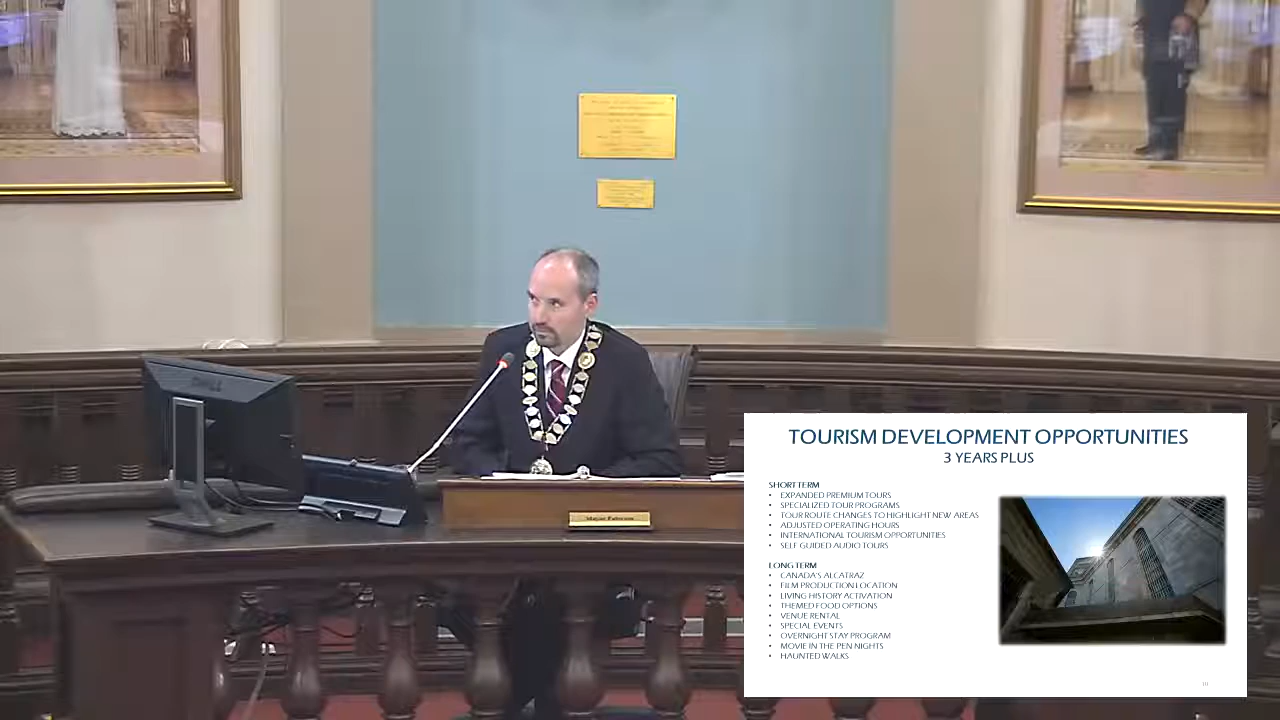 DELL
Mayor Paterson
TOURISM DEVELOPMENT OPPORTUNITIES
3 YEARS PLUS
SHORT TERM
• EXPANDED PREMIUM TOURS
• SPECIALIZED TOUR PROGRAMS
• TOUR ROUTE CHANGES TO HIGHLIGHT NEW AREAS
• ADJUSTED OPERATING HOURS
• INTERNATIONAL TOURISM OPPORTUNITIES
• SELF GUIDED AUDIO TOURS
LONG TERM
• CANADA'S ALCATRAZ
• FILM PRODUCTION LOCATION
• LIVING HISTORY ACTIVATION
• THEMED FOOD OPTIONS
• VENUE RENTAL
• SPECIAL EVENTS
• OVERNIGHT STAY PROGRAM
• MOVIE IN THE PEN NIGHTS
• HAUNTED WALKS